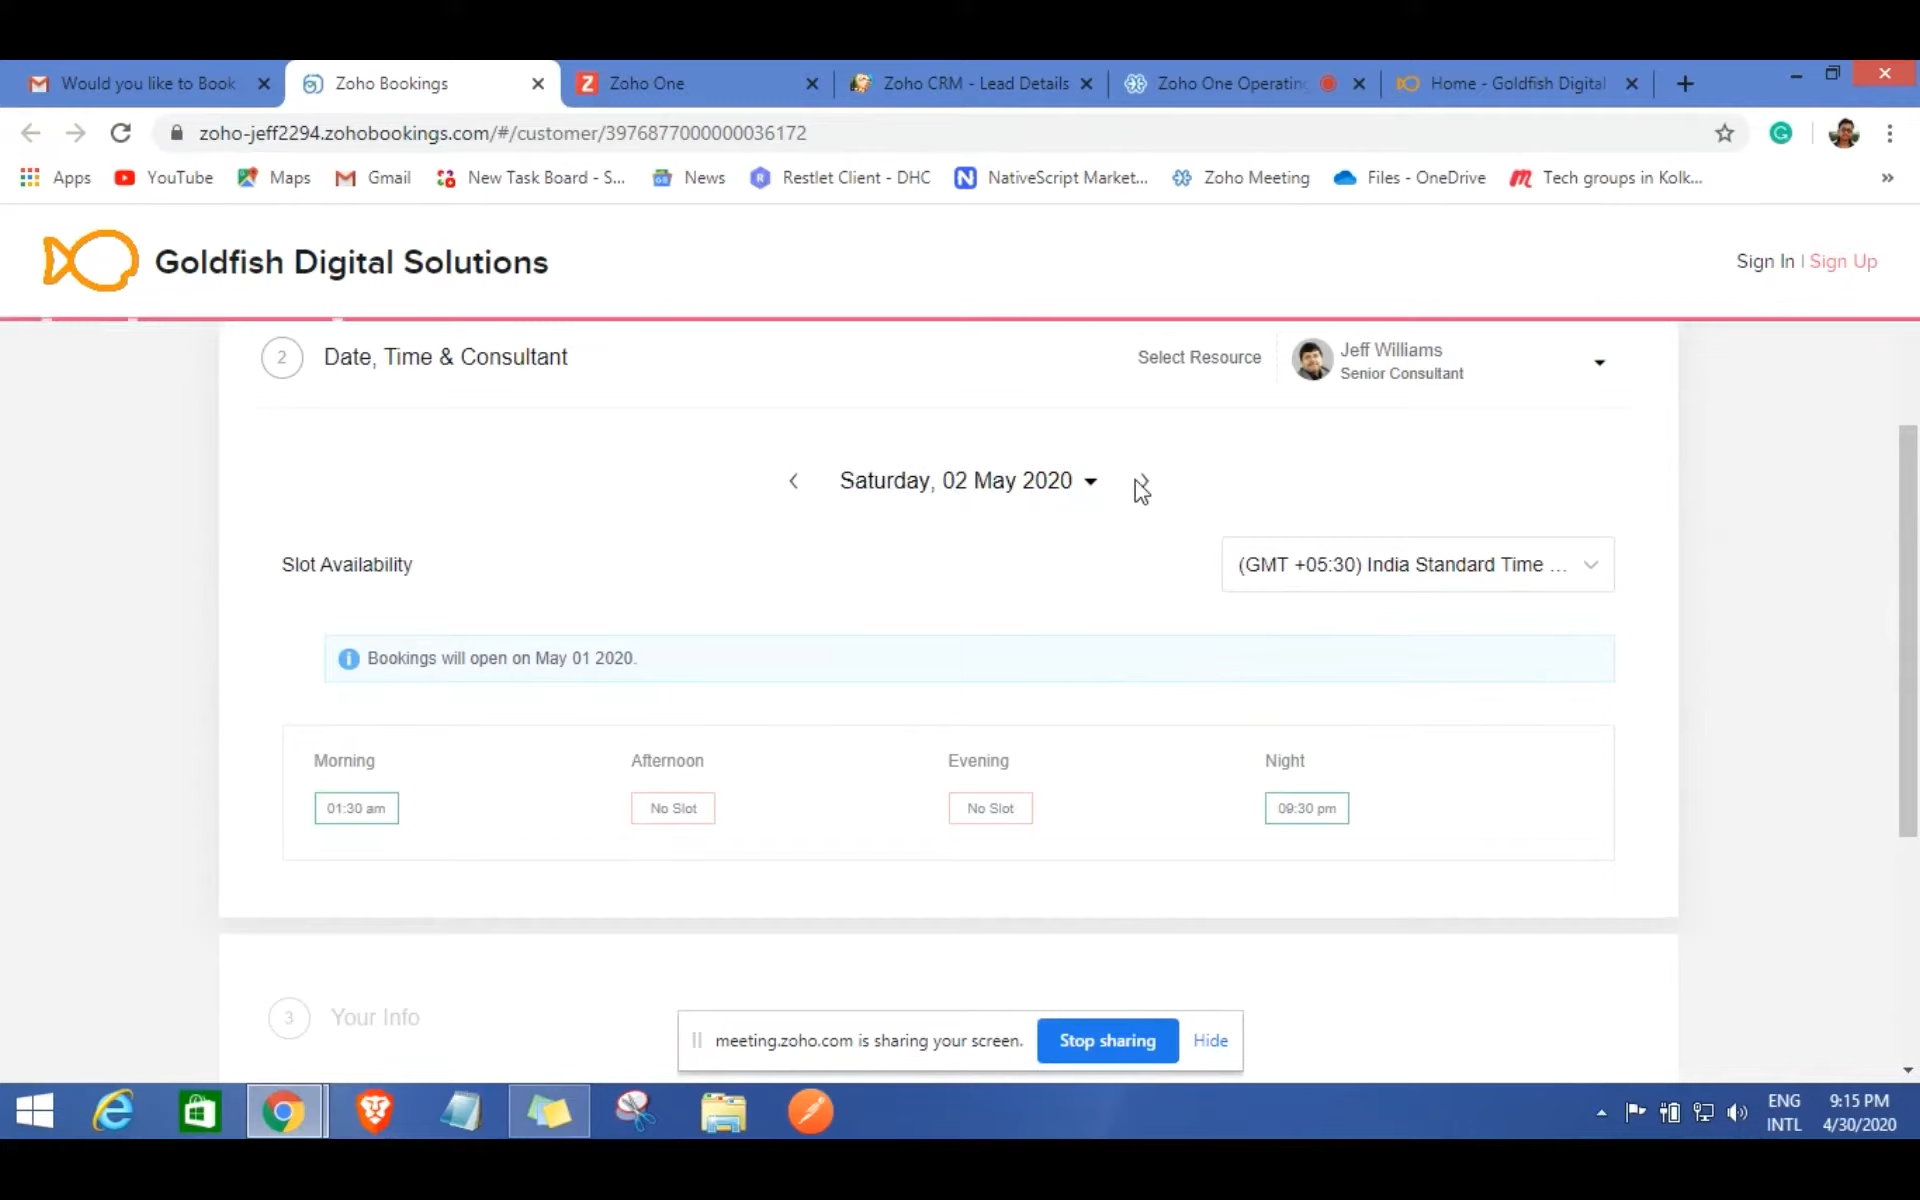 Would you like to Book
Zoho Bookings
Zoho One
Zoho CRM - Lead Details
Zoho One Operating
Home - Goldfish Digital
zoho-jeff2294.zohobookings.com/#/customer/3976877000000036172
Apps
YouTube
Maps
Gmail
New Task Board - S...
News
Restlet Client - DHC
NativeScript Market...
Zoho Meeting
Files - OneDrive
Tech groups in Kolk...
Goldfish Digital Solutions
Sign In | Sign Up
2 Date, Time & Consultant
Select Resource
Jeff Williams
Senior Consultant
Saturday, 02 May 2020
Slot Availability
(GMT +05:30) India Standard Time ...
Bookings will open on May 01 2020.
Morning
Afternoon
Evening
Night
01:30 am
No Slot
No Slot
09:30 pm
3 Your Info
meeting.zoho.com is sharing your screen.
Stop sharing
Hide
ENG
INTL
9:15 PM
4/30/2020